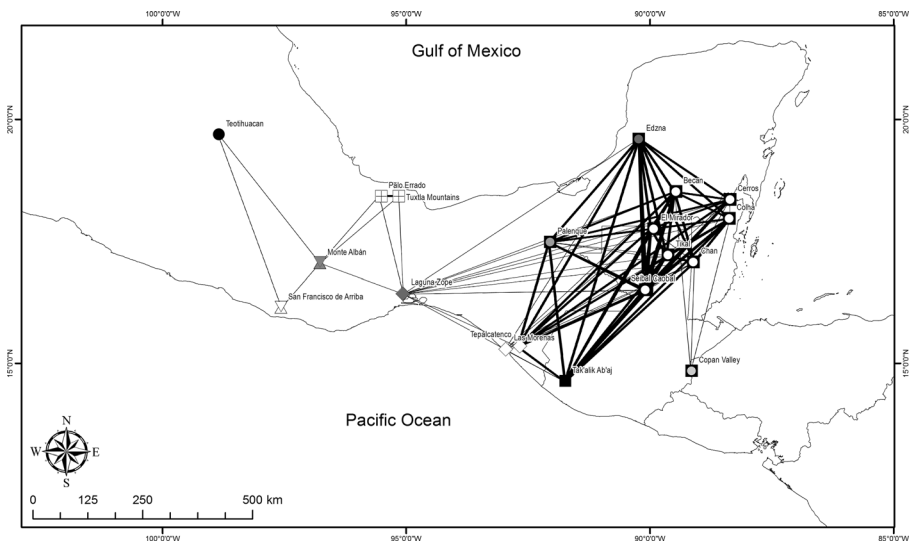 100°0'0"W 95°0'0"W 90°0'0"W 85°0'0"W
Gulf of Mexico
20°0'0"N 20°0'0"N
Teotihuacan
Edzna
Becan
Palo Errado
Cerros
Tuxtla Mountains
Colha
El Mirador
Palenque
Tikal
Monte Albán
Chan
Seibal Caobal
Laguna Zope
San Francisco de Arriba
Tepalcatenco
Las Morenas
15°0'0"N 15°0'0"N
Copan Valley
Tak'alik Ab'aj
Pacific Ocean
N
W E
S
0 125 250 500 km
100°0'0"W 95°0'0"W 90°0'0"W 85°0'0"W